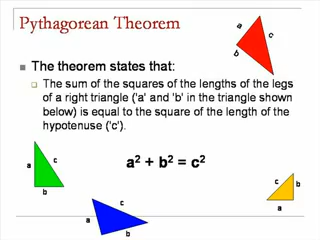 Pythagorean Theorem
a
c
b
The theorem states that:
The sum of the squares of the lengths of the legs
of a right triangle ('a' and 'b' in the triangle shown
below) is equal to the square of the length of the
hypotenuse ('c').
a
c
b
a² + b² = c²
c
a
b
c
b
a